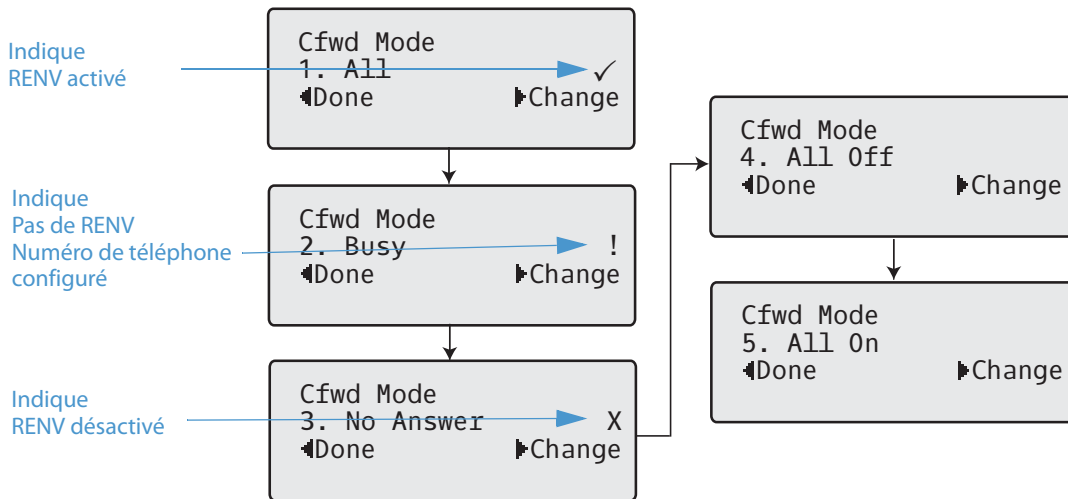 Indique
RENV activé
Cfwd Mode
1. All ✓
◀Done ▶Change
Indique
Pas de RENV
Numéro de téléphone
configuré
Cfwd Mode
2. Busy !
◀Done ▶Change
Indique
RENV désactivé
Cfwd Mode
3. No Answer X
◀Done ▶Change
Cfwd Mode
4. All Off
◀Done ▶Change
Cfwd Mode
5. All On
◀Done ▶Change